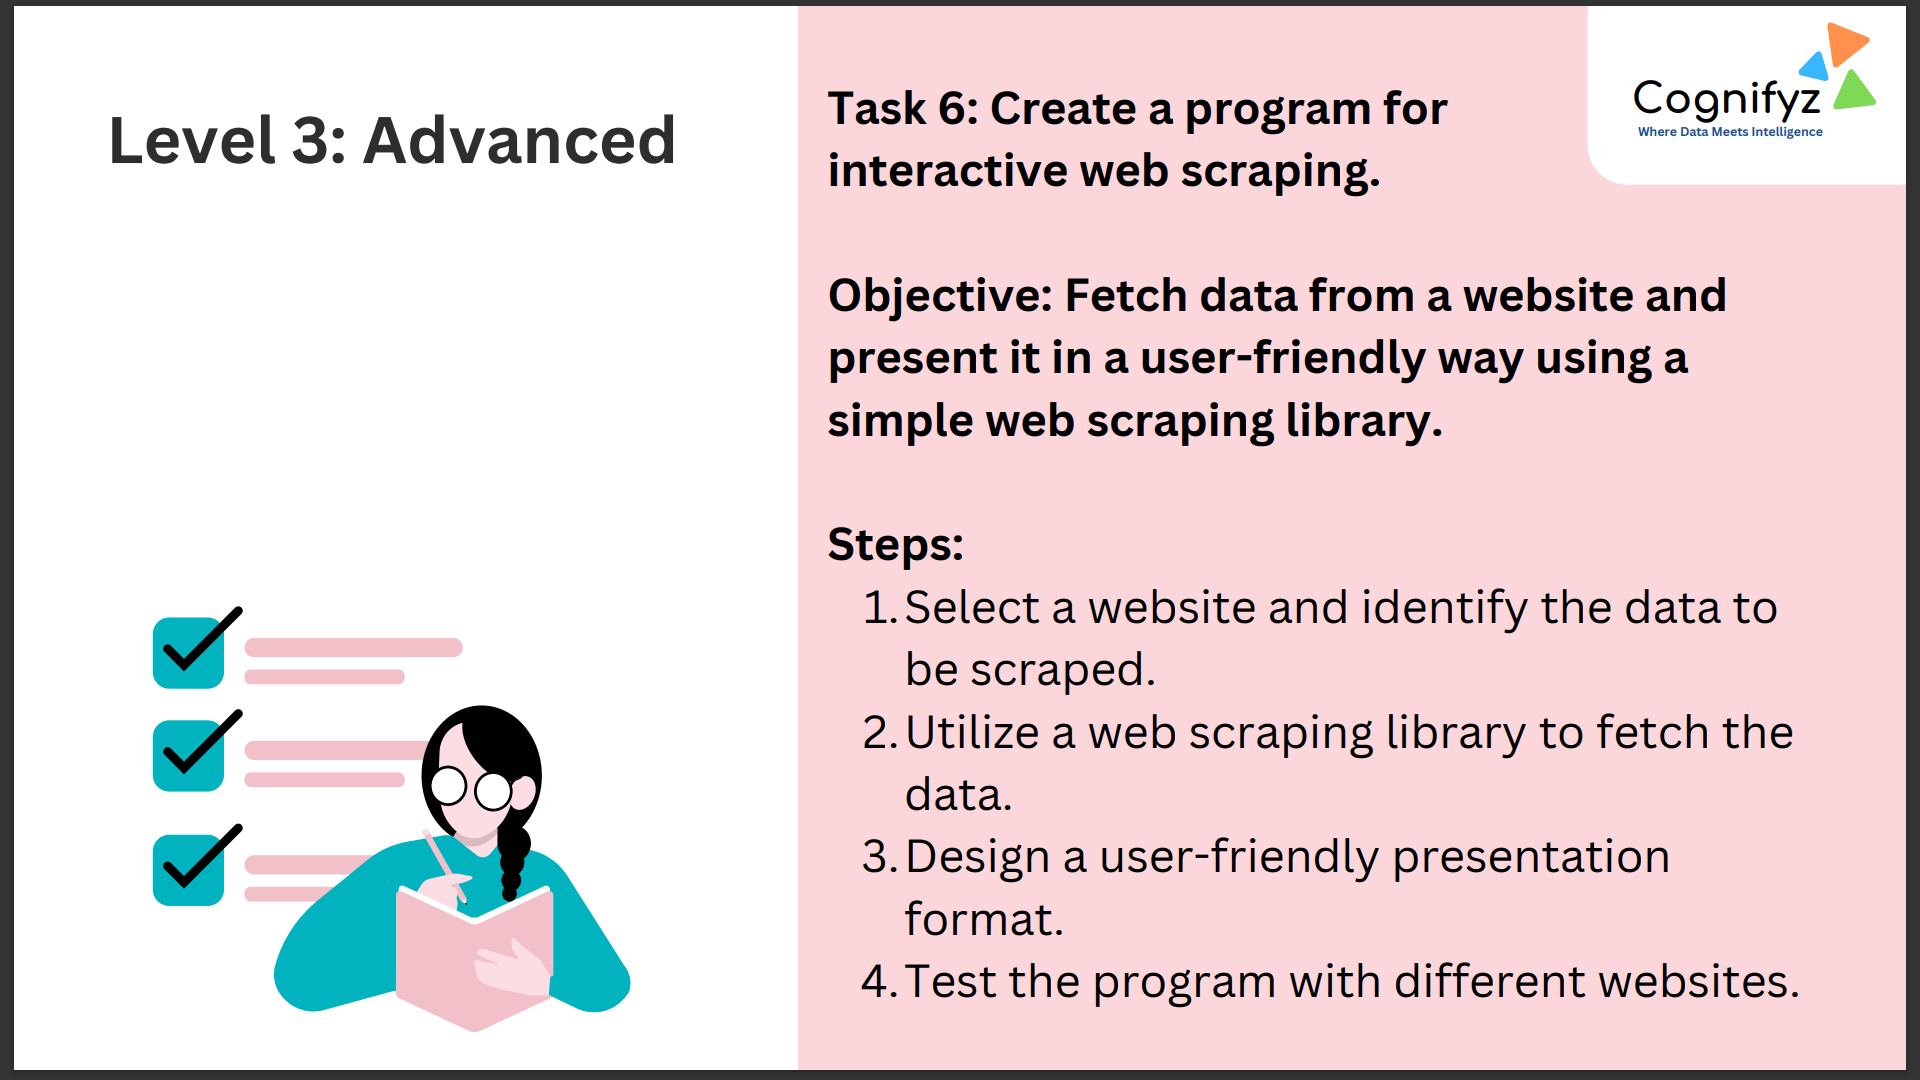 Level 3: Advanced
Task 6: Create a program for
interactive web scraping.
Objective: Fetch data from a website and
present it in a user-friendly way using a
simple web scraping library.
Steps:
1. Select a website and identify the data to
be scraped.
2. Utilize a web scraping library to fetch the
data.
3. Design a user-friendly presentation
format.
4. Test the program with different websites.
Cognifyz
Where Data Meets Intelligence